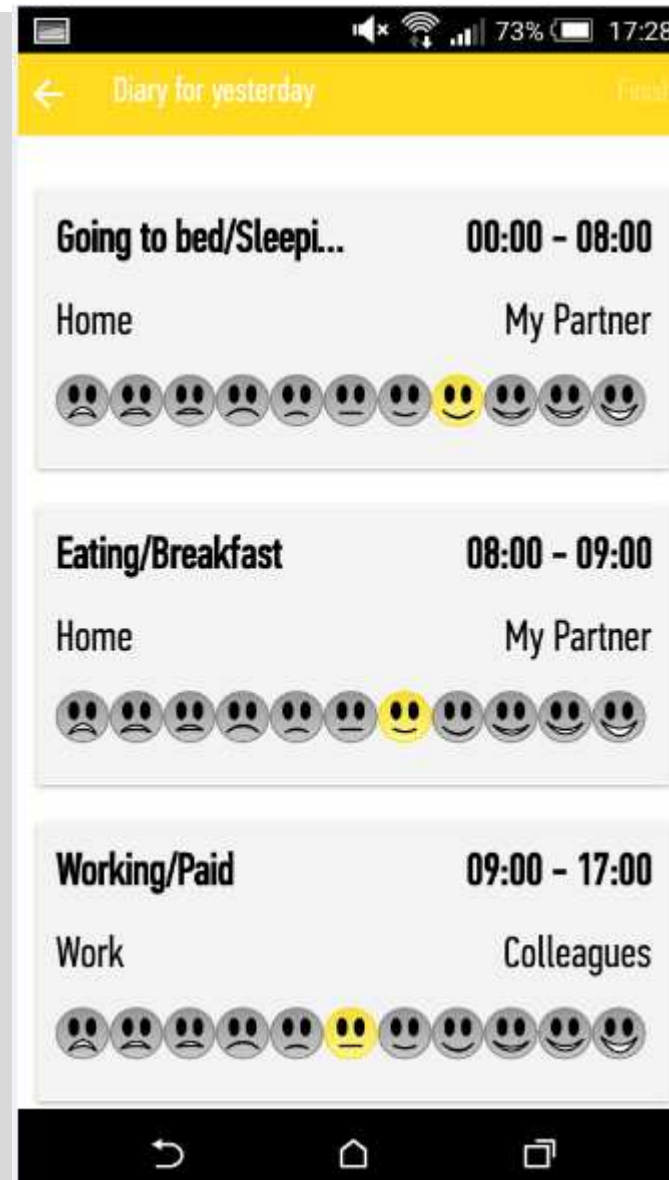 73% 17:28
Diary for yesterday
Going to bed/Sleepi... 00:00 - 08:00
Home My Partner
Eating/Breakfast 08:00 - 09:00
Home My Partner
Working/Paid 09:00 - 17:00
Work Colleagues